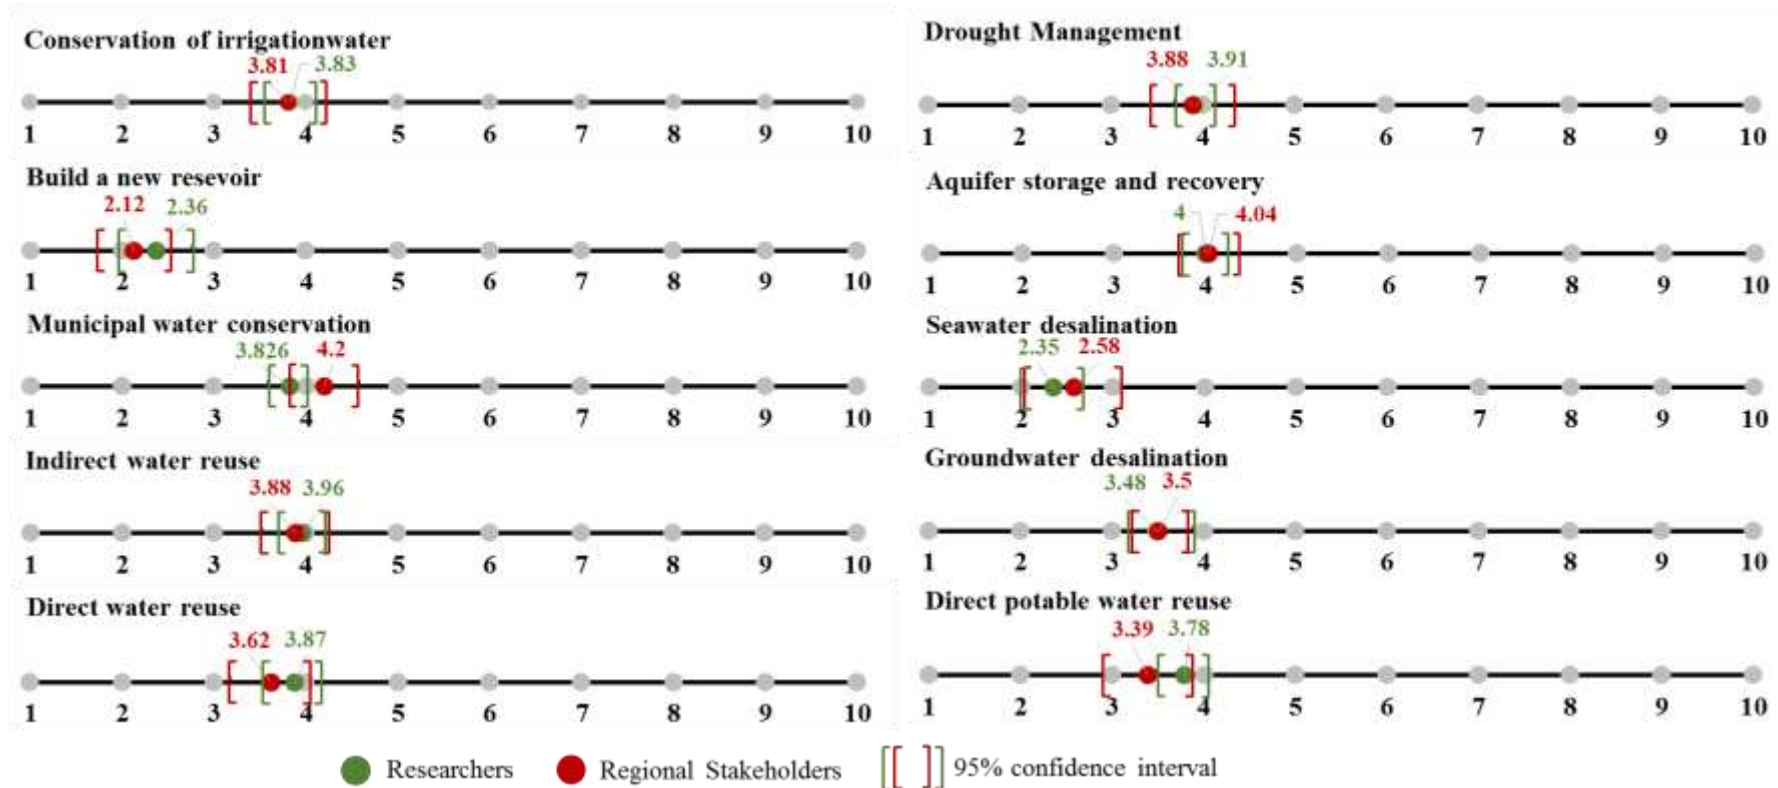 Conservation of irrigationwater
3.81 3.83
1 2 3 4 5 6 7 8 9 10
Build a new resevoir
2.12 2.36
1 2 3 4 5 6 7 8 9 10
Municipal water conservation
3.826 4.2
1 2 3 4 5 6 7 8 9 10
Indirect water reuse
3.88 3.96
1 2 3 4 5 6 7 8 9 10
Direct water reuse
3.62 3.87
1 2 3 4 5 6 7 8 9 10
Drought Management
3.88 3.91
1 2 3 4 5 6 7 8 9 10
Aquifer storage and recovery
4 4.04
1 2 3 4 5 6 7 8 9 10
Seawater desalination
2.35 2.58
1 2 3 4 5 6 7 8 9 10
Groundwater desalination
3.48 3.5
1 2 3 4 5 6 7 8 9 10
Direct potable water reuse
3.39 3.78
1 2 3 4 5 6 7 8 9 10
Researchers Regional Stakeholders 95% confidence interval